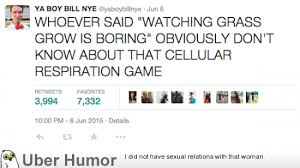 YA BOY BILL NYE @yaboybillnye · Jun 6
WHOEVER SAID "WATCHING GRASS
GROW IS BORING" OBVIOUSLY DON'T
KNOW ABOUT THAT CELLULAR
RESPIRATION GAME
RETWEETS FAVORITES
3,994 7,332
10:00 PM - 6 Jun 2015 · Details
Uber Humor
I did not have sexual relations with that woman